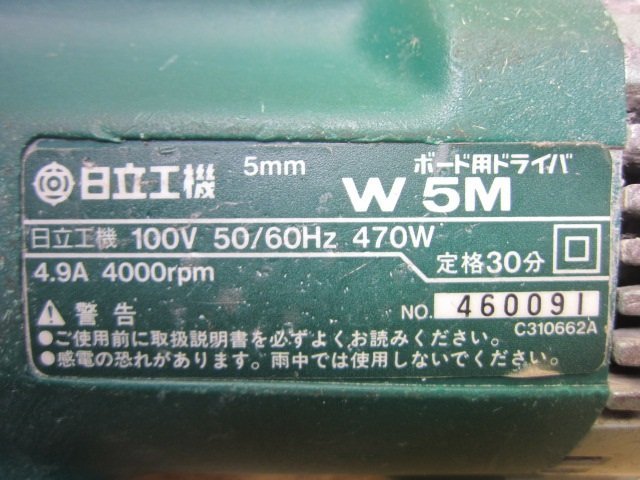 日立工機 5mm ボード用ドライバ
W 5M
日立工機 100V 50/60Hz 470W
4.9A 4000rpm 定格30分
警告 NO. 460091
C310662A
●ご使用前に取扱説明書を必ずよくお読みください。
●感電の恐れがあります。雨中では使用しないでください。